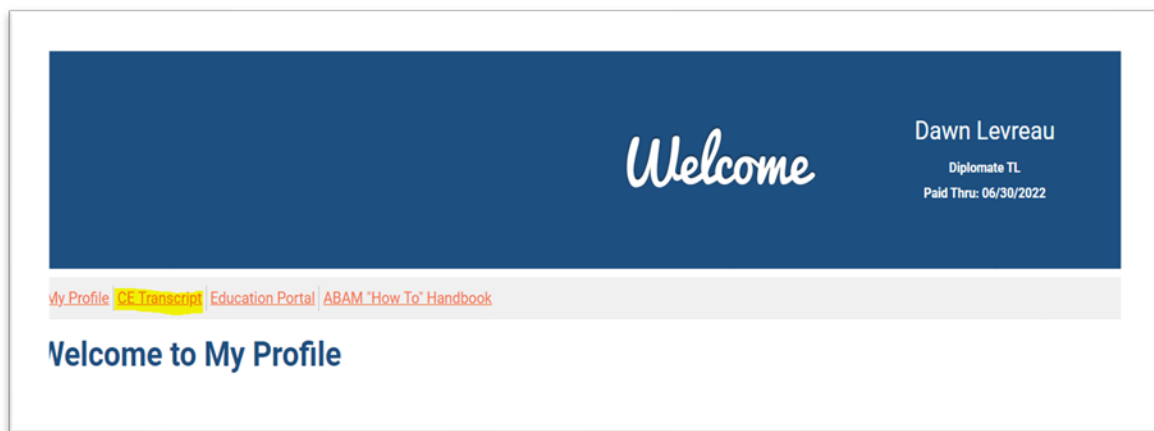 Welcome
Dawn Levreau
Diplomate TL
Paid Thru: 06/30/2022
My Profile CE Transcript Education Portal ABAM "How To" Handbook
Welcome to My Profile